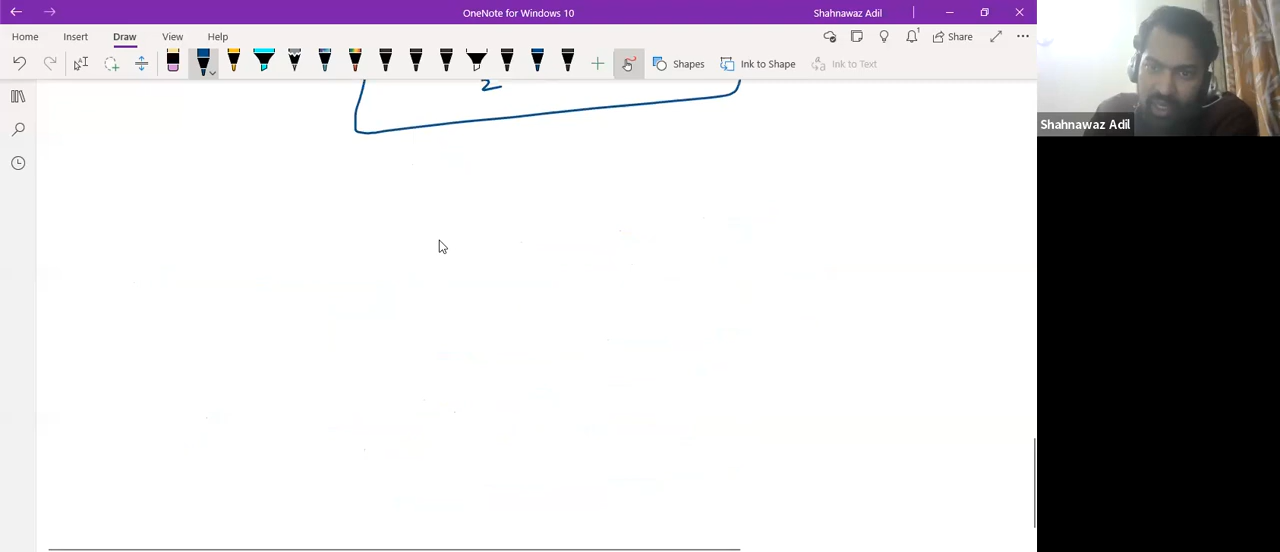 OneNote for Windows 10
Shahnawaz Adil
Home Insert Draw View Help
Share
Shapes
Ink to Shape
Ink to Text
2
Shahnawaz Adil